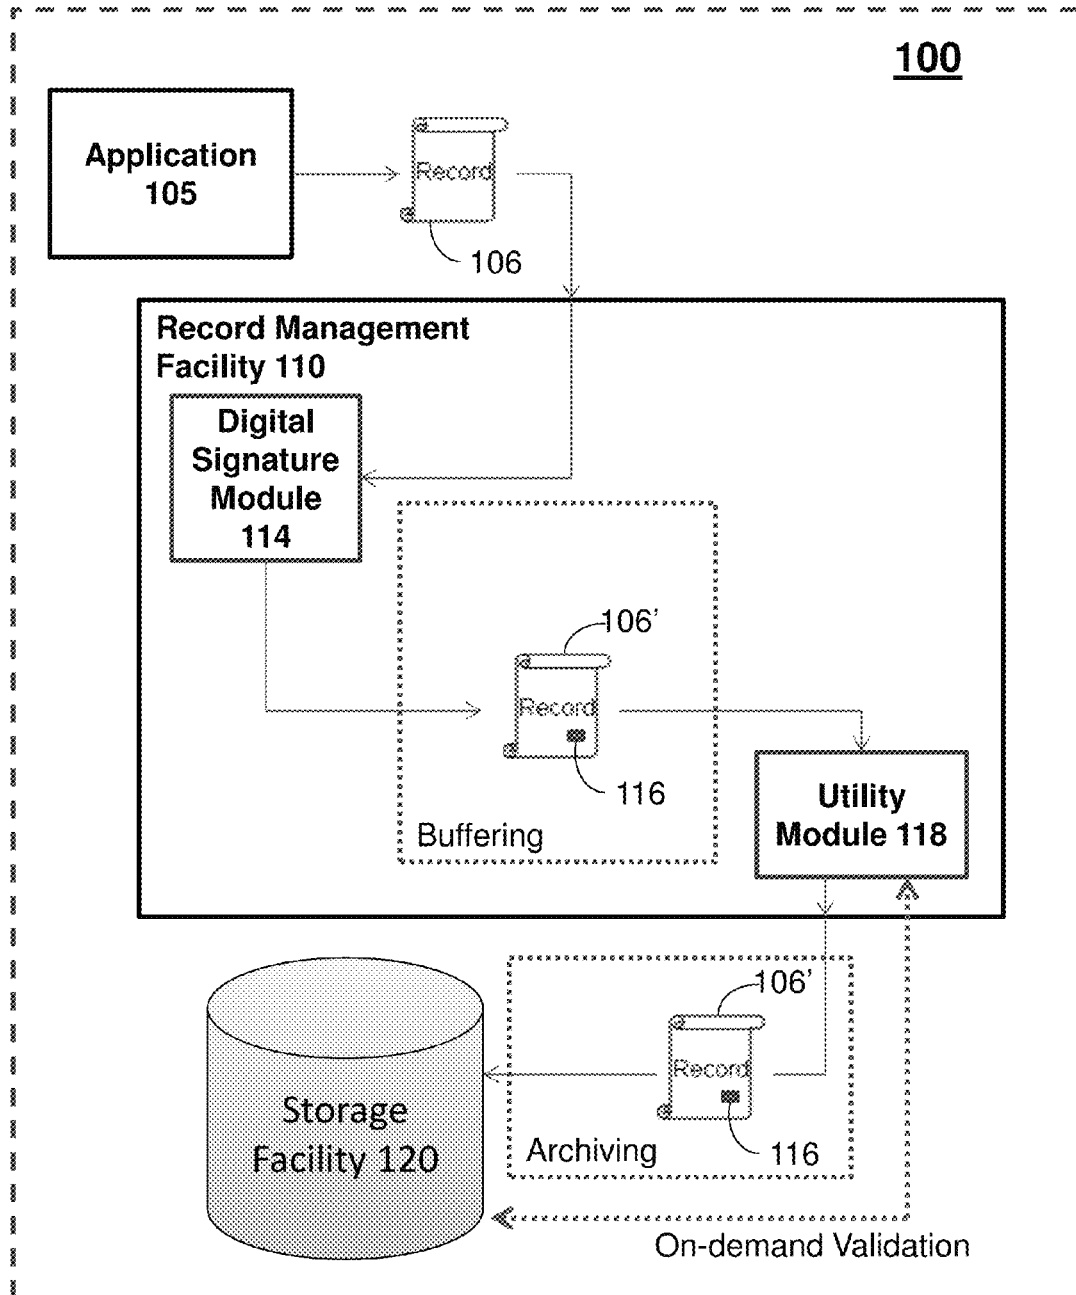 100
Application
105
Record
106
Record Management
Facility 110
Digital
Signature
Module
114
106’
Record
116
Buffering
Utility
Module 118
106’
Record
116
Archiving
Storage
Facility 120
On-demand Validation